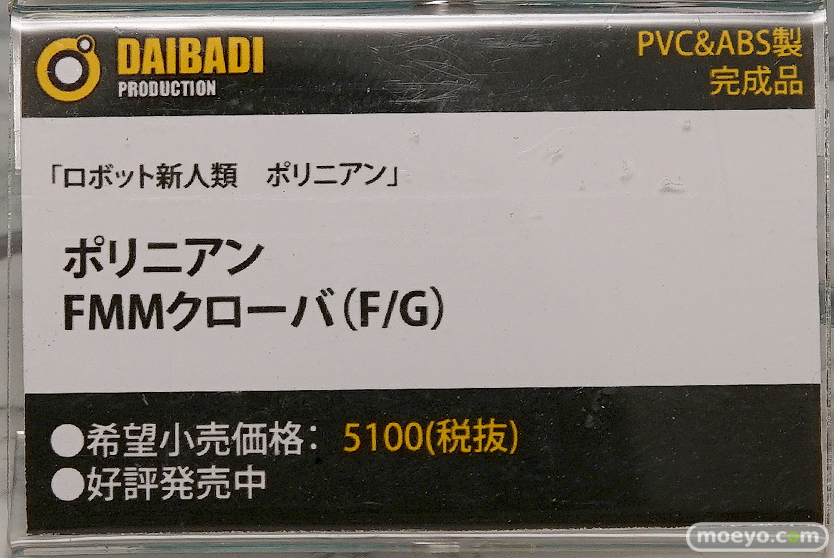 DAIBADI
PRODUCTION
PVC&ABS製
完成品
「ロボット新人類　ポリニアン」
ポリニアン
FMMクローバ（F/G）
●希望小売価格：5100(税抜)
●好評発売中
moeyo.com